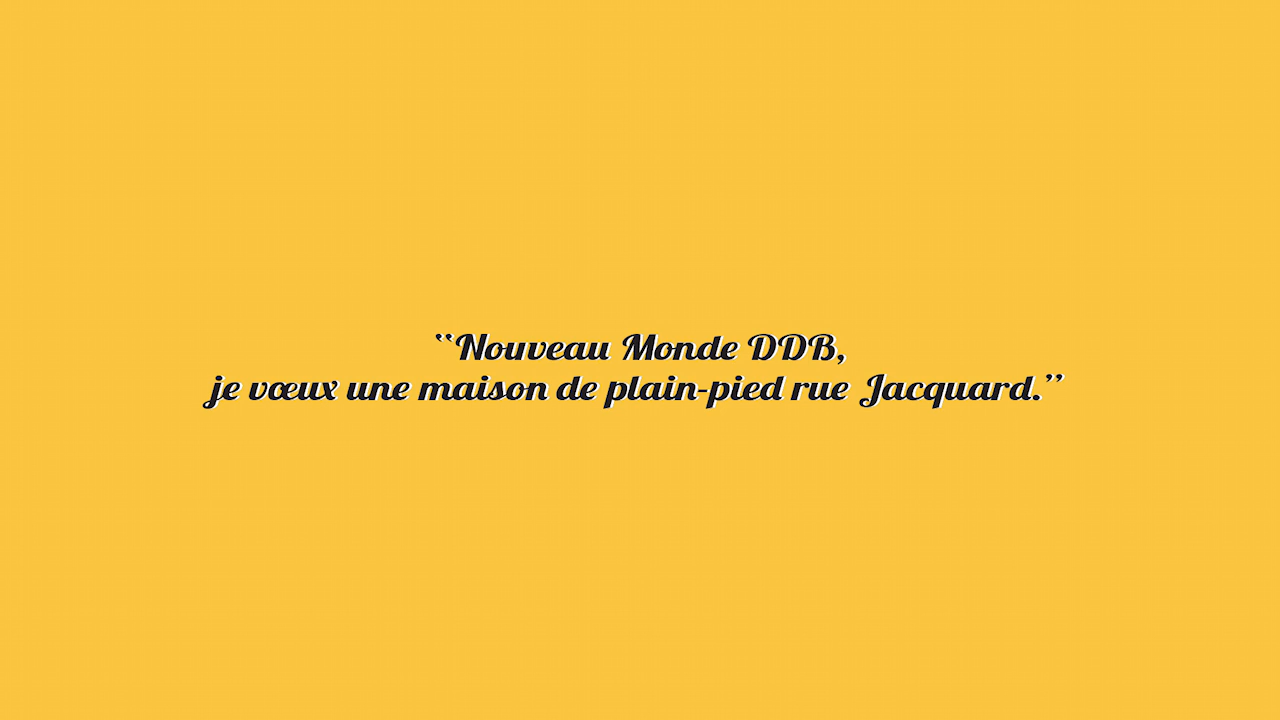 “Nouveau Monde DDB,
je vœux une maison de plain-pied rue Jacquard.”